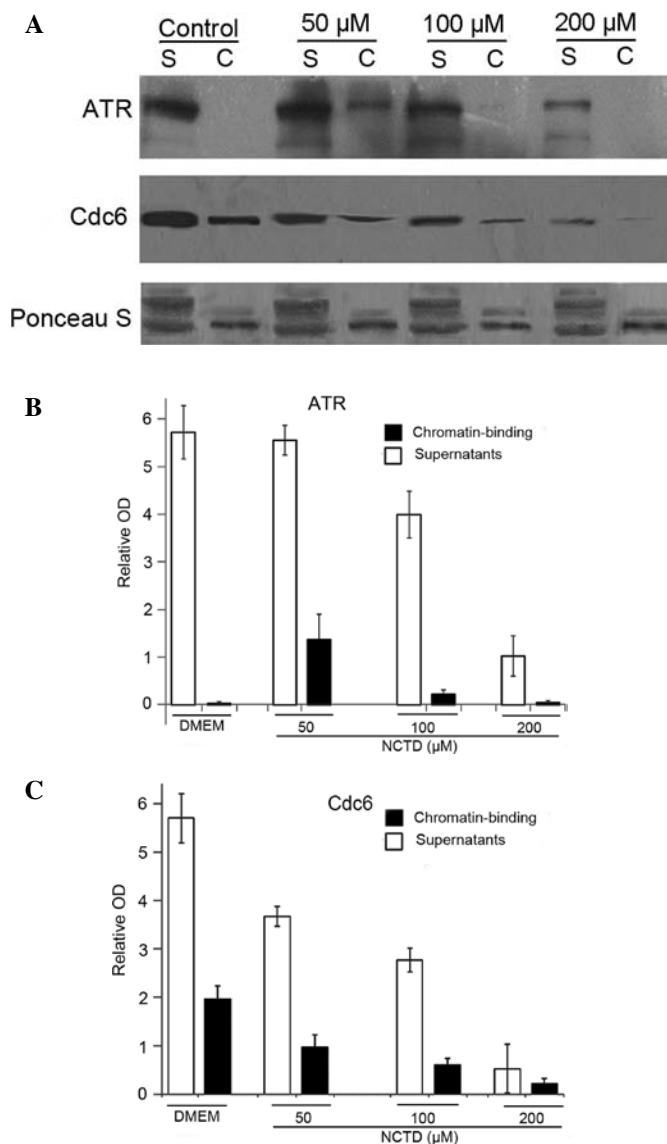 A
Control 50 µM 100 µM 200 µM
S C S C S C S C
ATR
Cdc6
Ponceau S
B
ATR
Chromatin-binding
Supernatants
Relative OD
6
5
4
3
2
1
0
DMEM 50 100 200
NCTD (µM)
C
Cdc6
Chromatin-binding
Supernatants
Relative OD
6
5
4
3
2
1
0
DMEM 50 100 200
NCTD (µM)